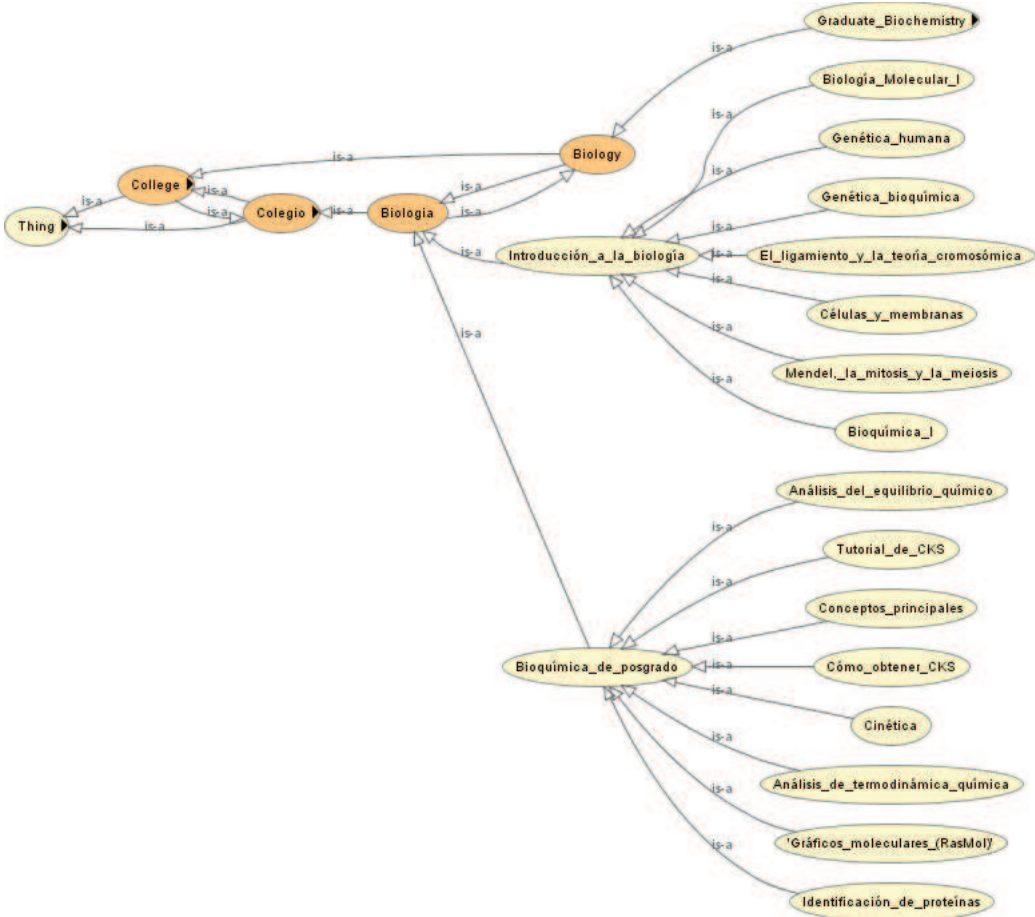 Graduate_Biochemistry
is-a
Biología_Molecular_I
is-a
Genética_humana
is-a
Biology
is-a
College
is-a
is-a
is-a
Genética_bioquímica
is-a
Thing
is-a
is-a
Colegio
is-a
Biologia
is-a
is-a
Introducción_a_la_biología
is-a
El_ligamiento_y_la_teoría_cromosómica
is-a
Células_y_membranas
is-a
is-a
Mendel,_la_mitosis_y_la_meiosis
is-a
Bioquímica_I
Análisis_del_equilibrio_químico
is-a
Tutorial_de_CKS
is-a
Conceptos_principales
is-a
Bioquímica_de_posgrado
is-a
Cómo_obtener_CKS
is-a
Cinética
is-a
Análisis_de_termodinámica_química
is-a
'Gráficos_moleculares_(RasMol)'
is-a
Identificación_de_proteínas